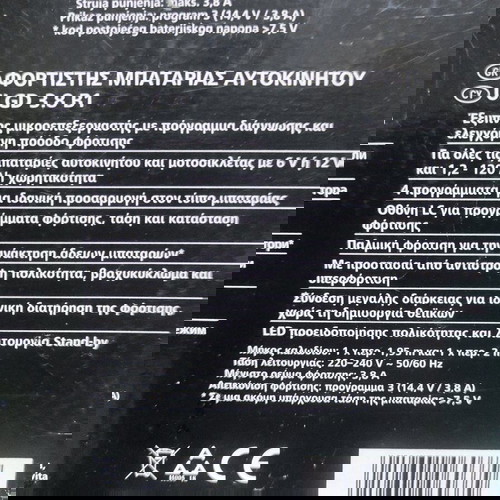 Struja punjenja: maks. 3,8 A
Prikaz punjenja: program 3 (14,4 V / 3,8 A)
* kod postojećeg baterijskog napona >7,5 V
GR
ΦΟΡΤΙΣΤΗΣ ΜΠΑΤΑΡΙΑΣ ΑΥΤΟΚΙΝΗΤΟΥ
CY
ULGD 3.8 B1
Έξυπνος μικροεπεξεργαστής με πρόγραμμα διάγνωσης και
ελεγχόμενη πρόοδο φόρτισης
Για όλες τις μπαταρίες αυτοκινήτου και μοτοσικλέτας με 6 V ή 12 V
και 1,2 - 120 Ah χωρητικότητα
4 προγράμματα για ιδανική προσαρμογή στον τύπο μπαταρίας
Οθόνη LC για προγράμματα φόρτισης, τάση και κατάσταση
φόρτισης
Παλμική φόρτιση για την ανάκτηση άδειων μπαταριών*
Με προστασία από αντίστροφη πολικότητα, βραχυκύκλωμα και
υπερφόρτιση
Σύνδεση μεγάλης διάρκειας για ιδανική διατήρηση της φόρτισης
χωρίς τη δημιουργία θειικών
LED προειδοποίησης πολικότητας και λειτουργία Stand-by
Μήκος καλωδίου:
Τάση λειτουργίας: 220–240 V ~ 50/60 Hz
Μέγιστο ρεύμα φόρτισης: 3,8 A
Απεικόνιση φόρτισης: πρόγραμμα 3 (14,4 V / 3,8 A)
* Σε μια ακόμη υπάρχουσα τάση της μπαταρίας >7,5 V
CE